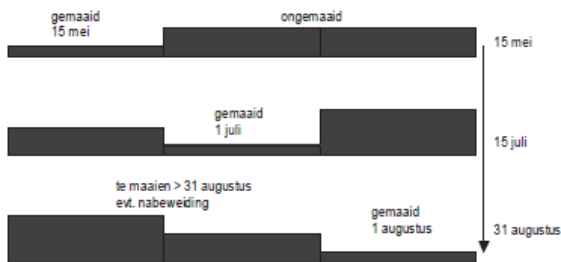 gemaaid
15 mei
ongemaaid
15 mei
gemaaid
1 juli
15 juli
te maaien > 31 augustus
evt. nabeweiding
gemaaid
1 augustus
31 augustus